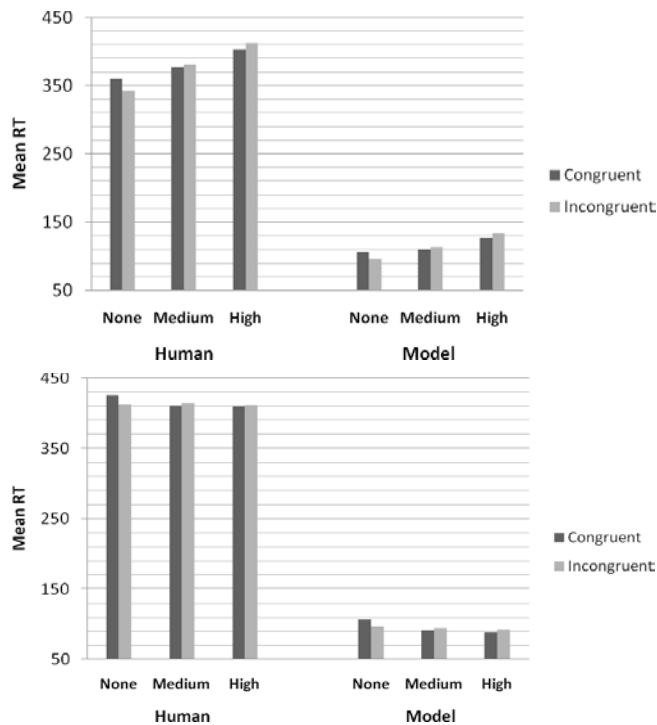 450
350
250
150
50
Mean RT
None Medium High None Medium High
Human Model
Congruent
Incongruent
450
350
250
150
50
Mean RT
None Medium High None Medium High
Human Model
Congruent
Incongruent